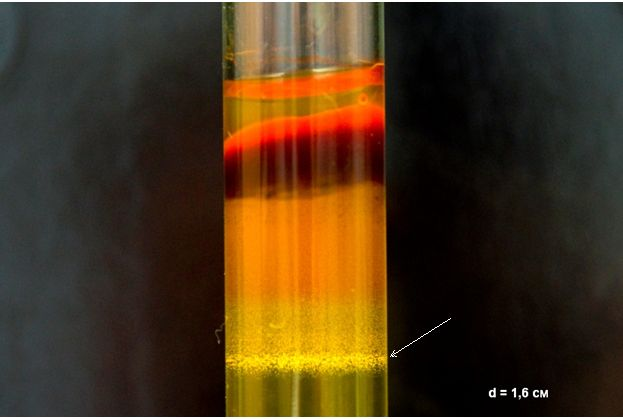 d = 1,6 см